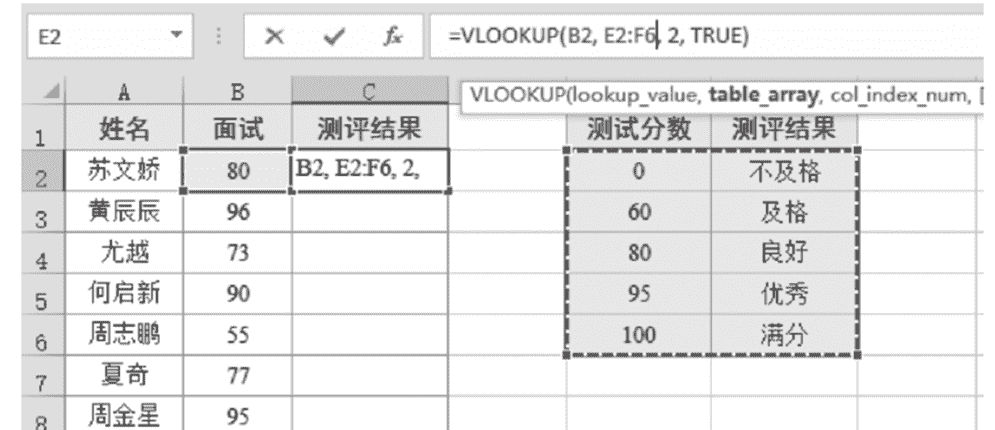 E2 =VLOOKUP(B2, E2:F6, 2, TRUE)
VLOOKUP(lookup_value, table_array, col_index_num, [
A B C
1 姓名 面试 测评结果 测试分数 测评结果
2 苏文娇 80 B2, E2:F6, 2, 0 不及格
3 黄辰辰 96 60 及格
4 尤越 73 80 良好
5 何启新 90 95 优秀
6 周志鹏 55 100 满分
7 夏奇 77
8 周金星 95